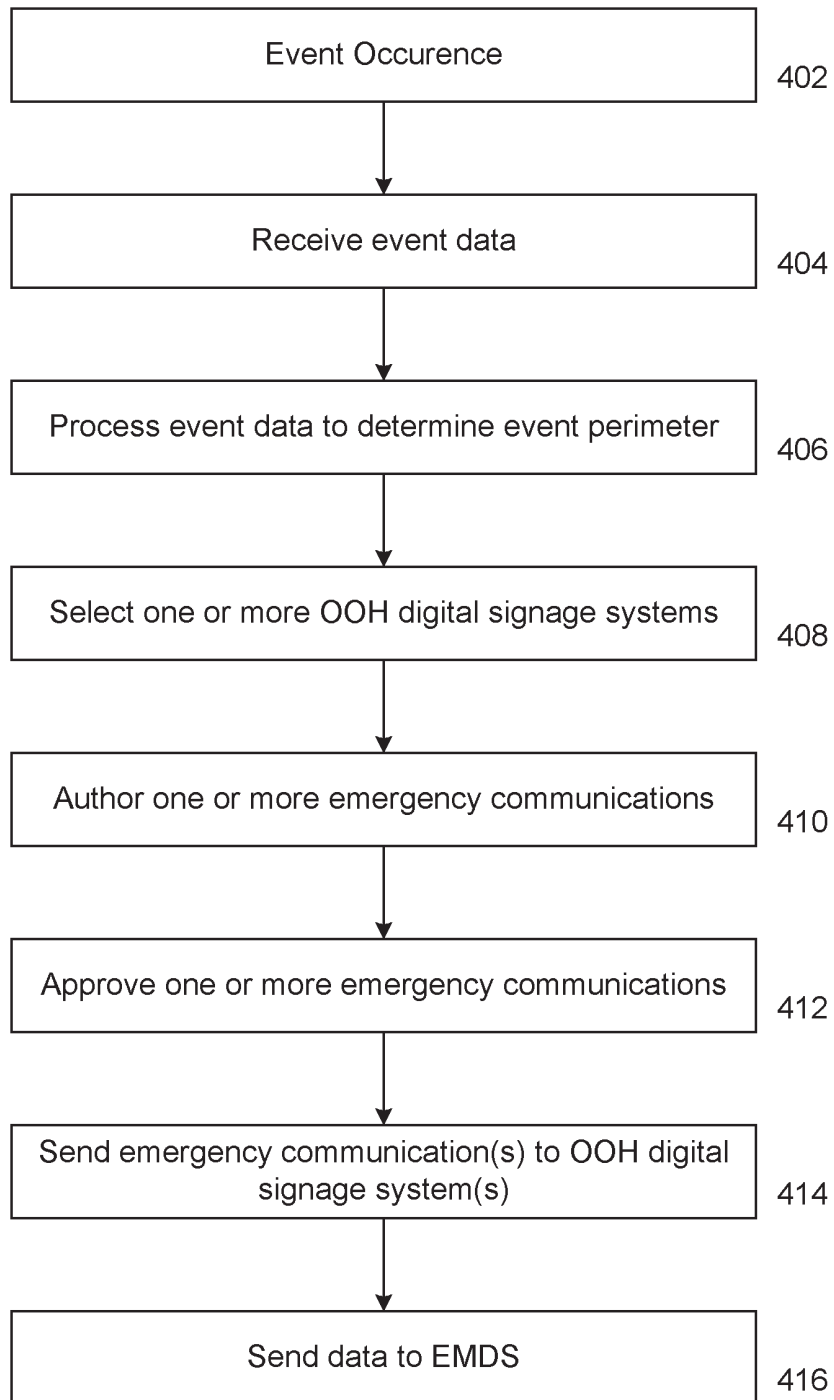 Event Occurence
402
Receive event data
404
Process event data to determine event perimeter
406
Select one or more OOH digital signage systems
408
Author one or more emergency communications
410
Approve one or more emergency communications
412
Send emergency communication(s) to OOH digital
signage system(s)
414
Send data to EMDS
416